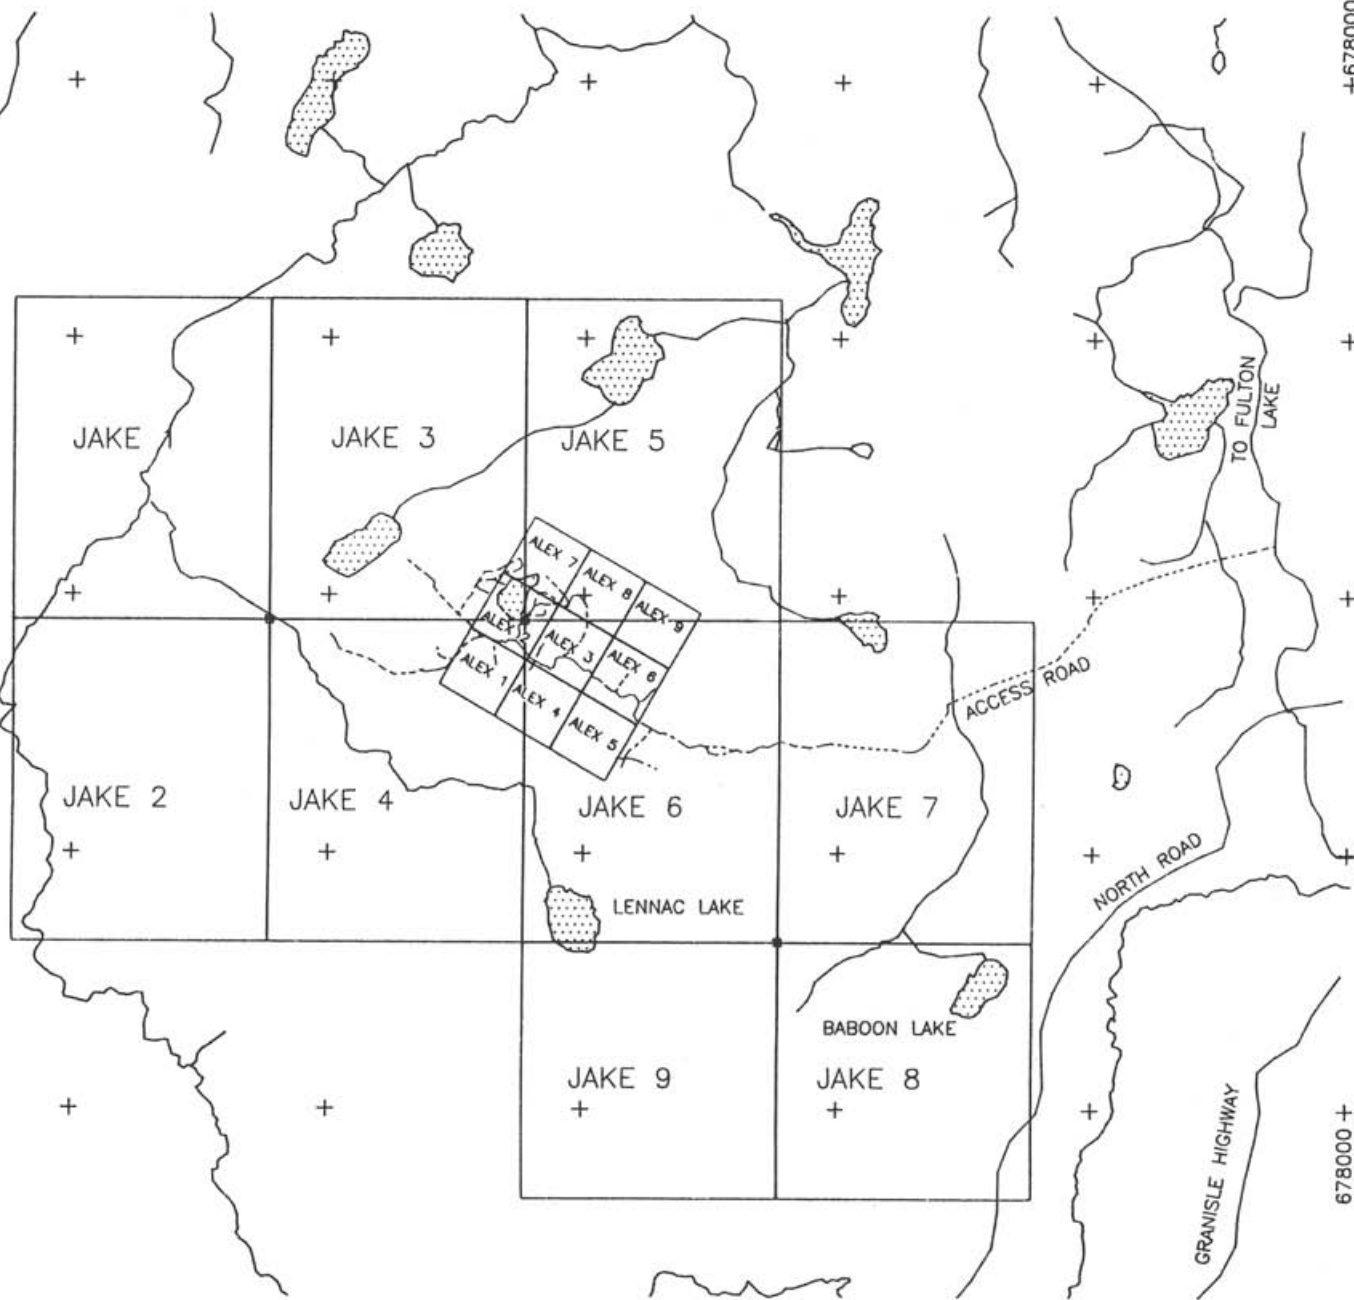 678000
JAKE 1
JAKE 3
JAKE 5
TO FULTON
LAKE
ALEX 7
ALEX 8
ALEX 9
ALEX 2
ALEX 3
ALEX 6
ALEX 1
ALEX 4
ALEX 5
ACCESS ROAD
JAKE 2
JAKE 4
JAKE 6
JAKE 7
NORTH ROAD
LENNAC LAKE
BABOON LAKE
JAKE 9
JAKE 8
GRANISLE HIGHWAY
678000